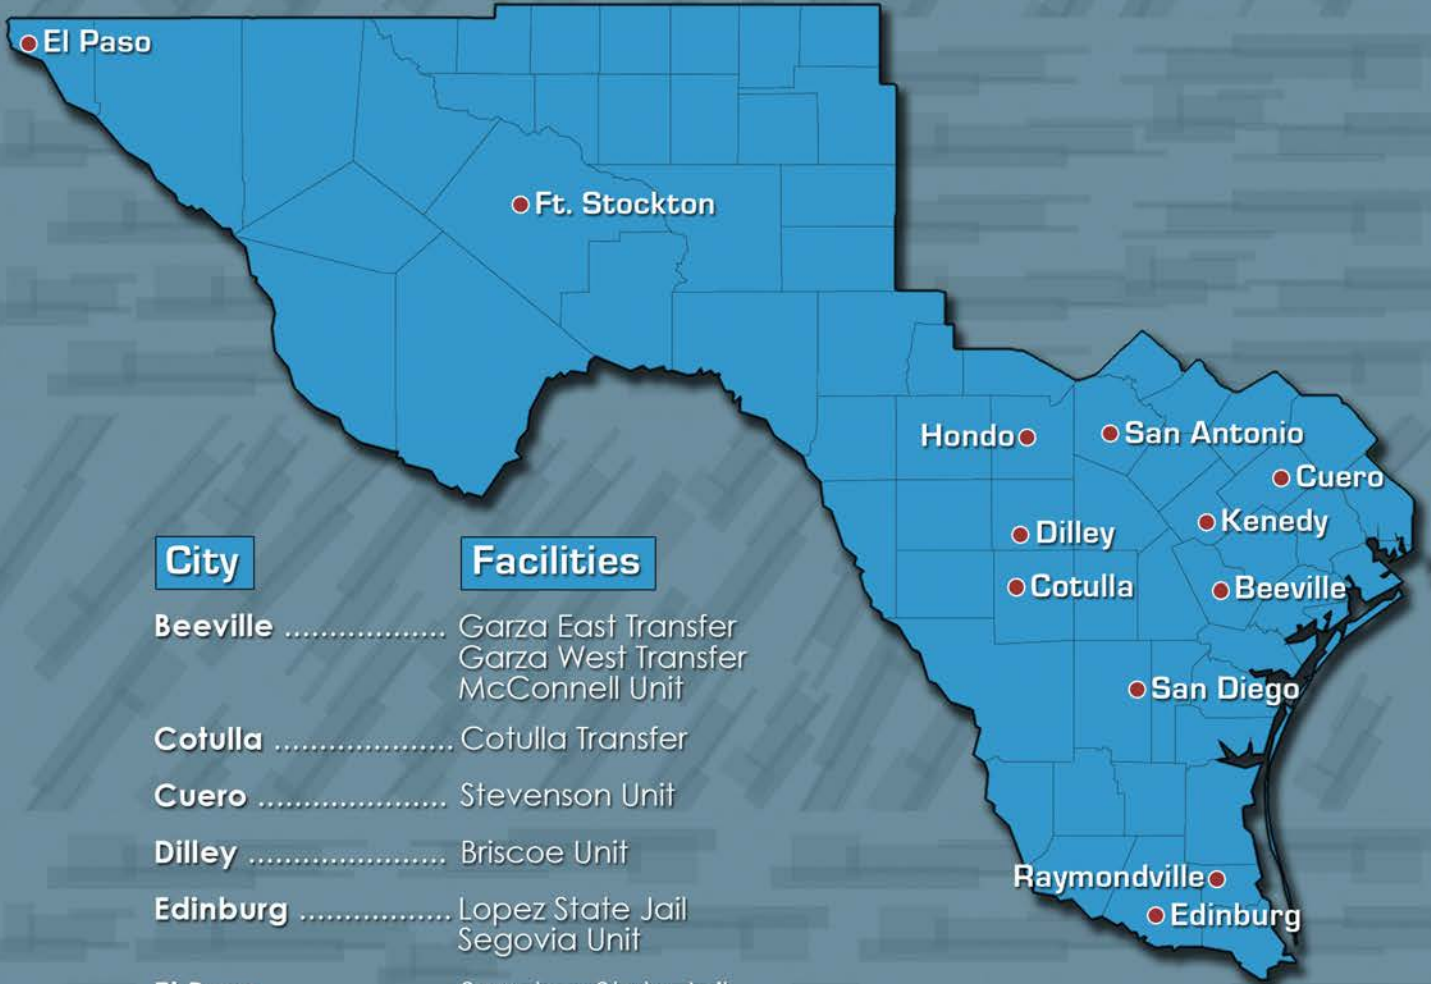 El Paso
Ft. Stockton
Hondo
San Antonio
Cuero
Kenedy
Dilley
Cotulla
Beeville
San Diego
Raymondville
Edinburg
City Facilities
Beeville .................. Garza East Transfer
Garza West Transfer
McConnell Unit
Cotulla .................... Cotulla Transfer
Cuero ..................... Stevenson Unit
Dilley ...................... Briscoe Unit
Edinburg ................. Lopez State Jail
Segovia Unit